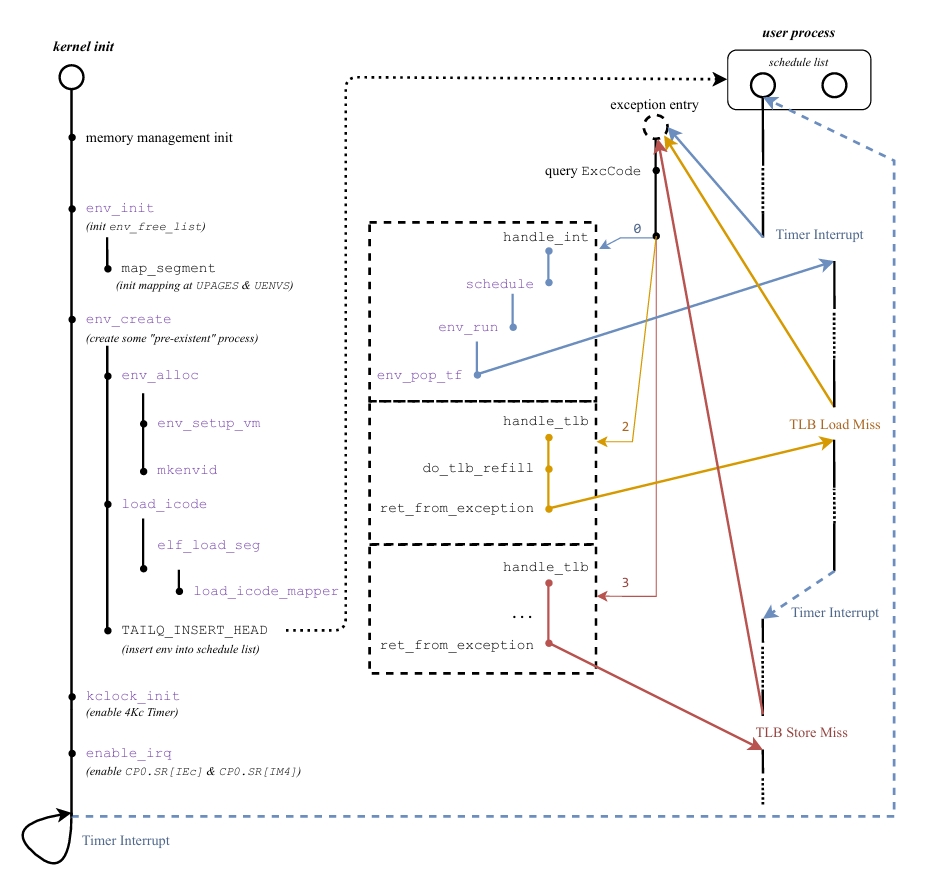 kernel init
memory management init
env_init
(init env_free_list)
map_segment
(init mapping at UPAGES & UENVS)
env_create
(create some "pre-existent" process)
env_alloc
env_setup_vm
mkenvid
load_icode
elf_load_seg
load_icode_mapper
TAILQ_INSERT_HEAD
(insert env into schedule list)
kclock_init
(enable 4Kc Timer)
enable_irq
(enable CP0.SR[IEc] & CP0.SR[IM4])
Timer Interrupt
exception entry
query ExcCode
0
handle_int
schedule
env_run
env_pop_tf
2
handle_tlb
do_tlb_refill
ret_from_exception
3
handle_tlb
...
ret_from_exception
user process
schedule list
Timer Interrupt
TLB Load Miss
Timer Interrupt
TLB Store Miss